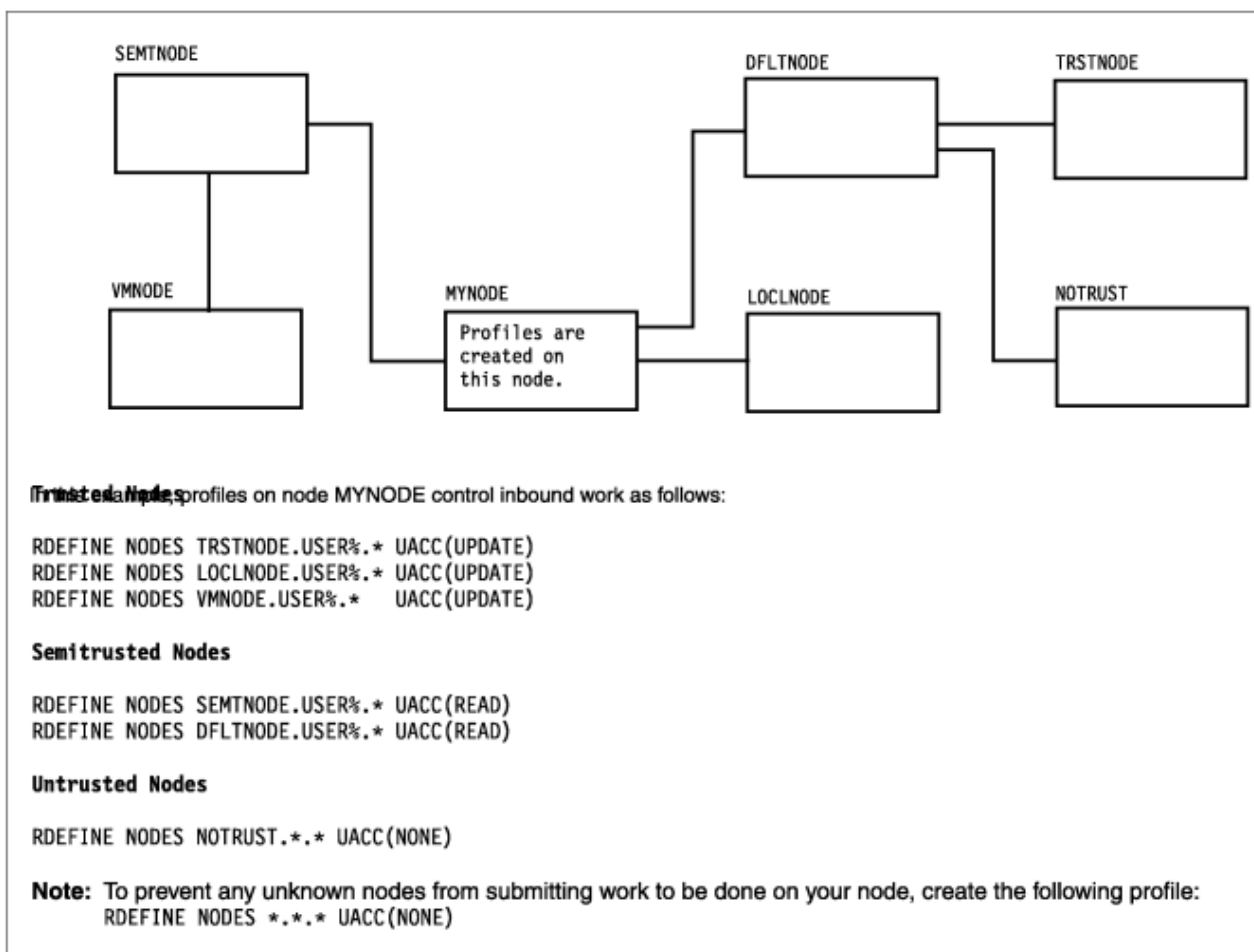 SEMTNODE
DFLTNODE
TRSTNODE
VMNODE
MYNODE
Profiles are
created on
this node.
LOCLNODE
NOTRUST
Trusted Nodes
profiles on node MYNODE control inbound work as follows:
RDEFINE NODES TRSTNODE.USER%.* UACC(UPDATE)
RDEFINE NODES LOCLNODE.USER%.* UACC(UPDATE)
RDEFINE NODES VMNODE.USER%.* UACC(UPDATE)
Semitrusted Nodes
RDEFINE NODES SEMTNODE.USER%.* UACC(READ)
RDEFINE NODES DFLTNODE.USER%.* UACC(READ)
Untrusted Nodes
RDEFINE NODES NOTRUST.*.* UACC(NONE)
Note: To prevent any unknown nodes from submitting work to be done on your node, create the following profile:
RDEFINE NODES *.*.* UACC(NONE)